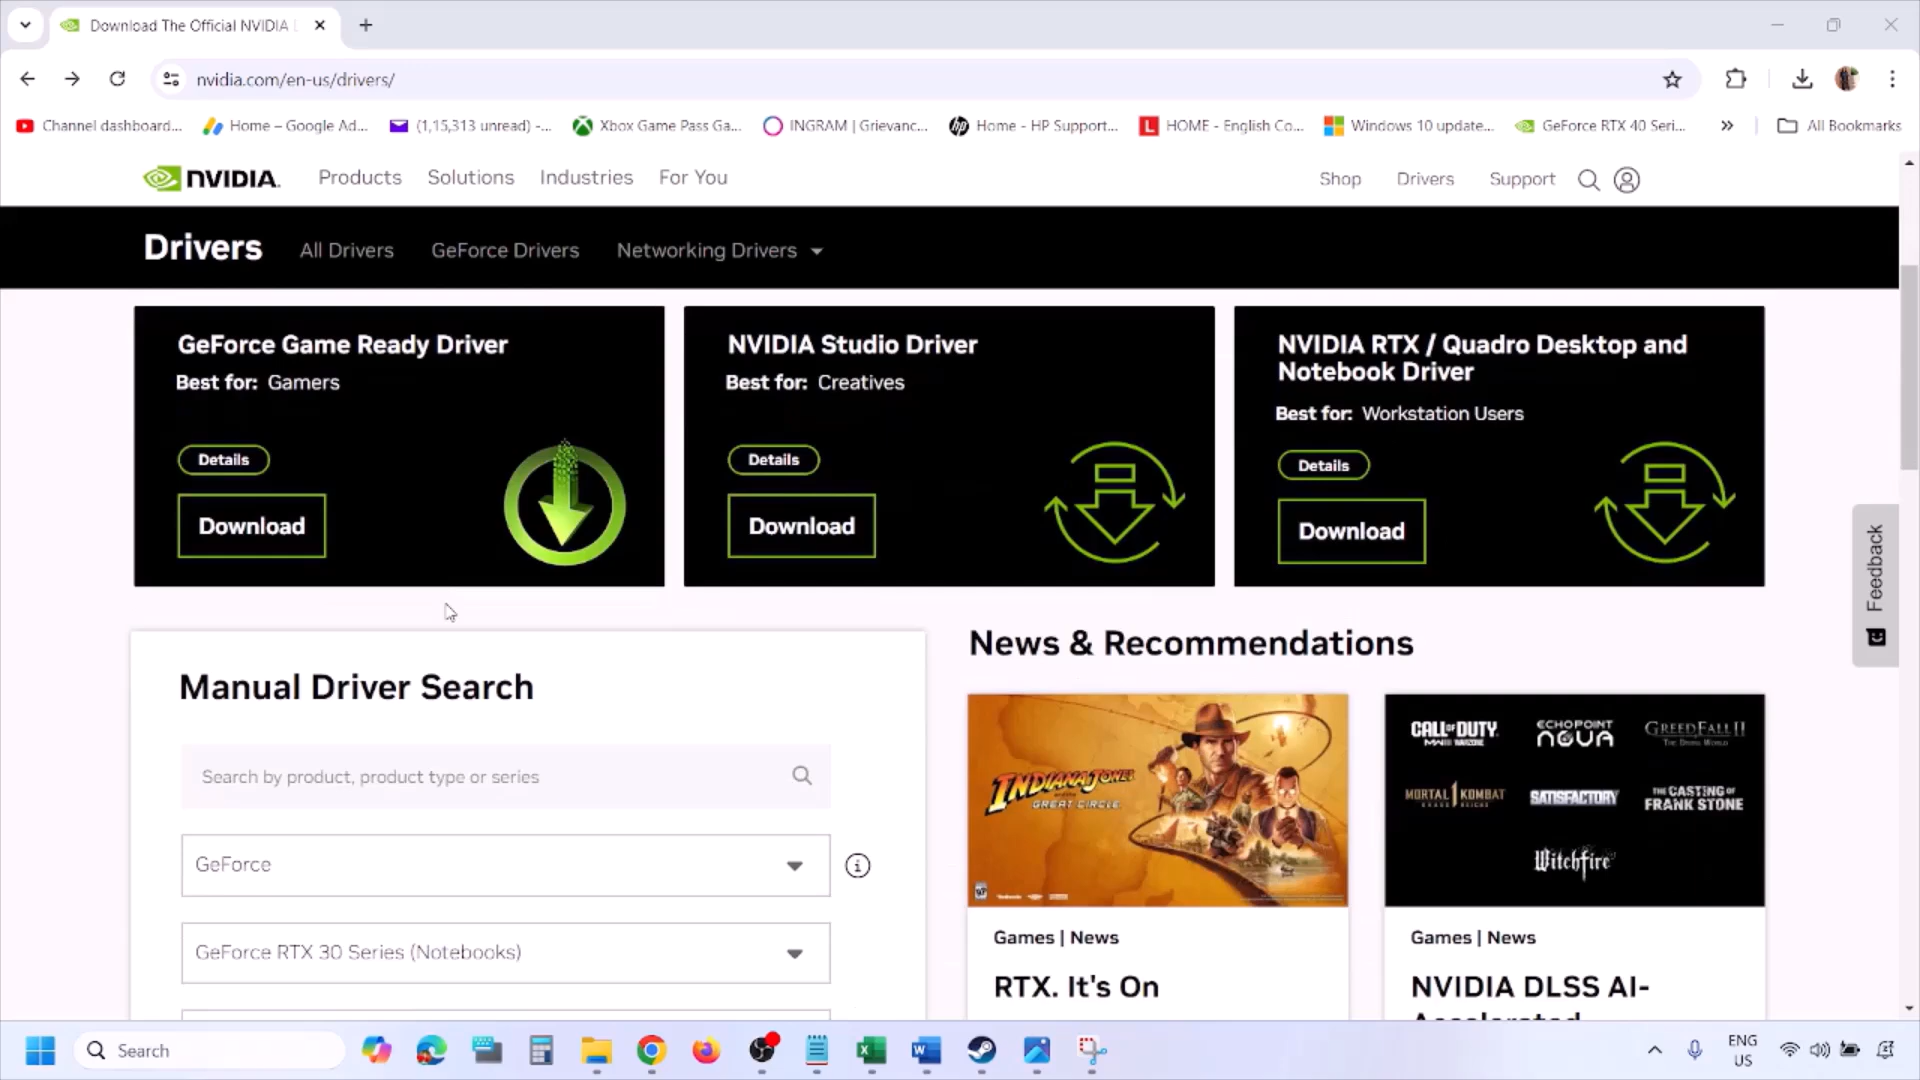 Download The Official NVIDIA
nvidia.com/en-us/drivers/
Channel dashboard...
Home – Google Ad...
(1,15,313 unread) -...
Xbox Game Pass Ga...
INGRAM | Grievanc...
Home - HP Support...
HOME - English Co...
Windows 10 update...
GeForce RTX 40 Seri...
All Bookmarks
NVIDIA.
Products
Solutions
Industries
For You
Shop
Drivers
Support
Drivers
All Drivers
GeForce Drivers
Networking Drivers
GeForce Game Ready Driver
Best for: Gamers
Details
Download
NVIDIA Studio Driver
Best for: Creatives
Details
Download
NVIDIA RTX / Quadro Desktop and
Notebook Driver
Best for: Workstation Users
Details
Download
Feedback
Manual Driver Search
Search by product, product type or series
GeForce
GeForce RTX 30 Series (Notebooks)
News & Recommendations
INDIANA JONES
GREAT CIRCLE
Games | News
RTX. It's On
CALL OF DUTY
MWIII WARZONE
ECHOPOINT
NOVA
GREEDFALL II
THE DYING WORLD
MORTAL KOMBAT 1
SATISFACTORY
THE CASTING OF
FRANK STONE
Witchfire
Games | News
NVIDIA DLSS AI-
Accelerated
Search
ENG
US